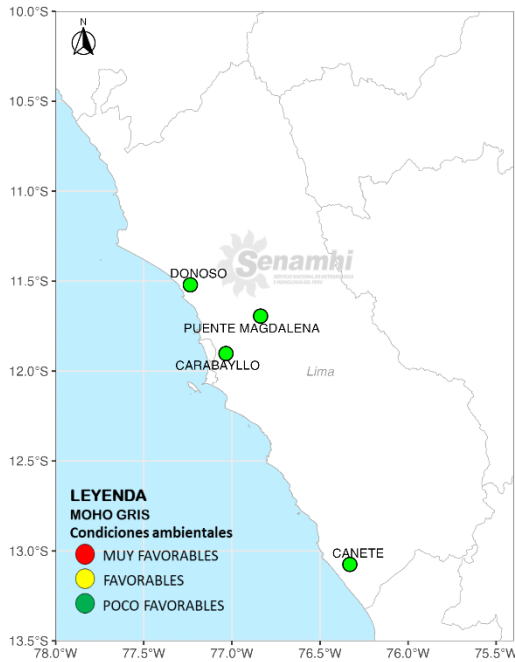 N
10.0°S
10.5°S
11.0°S
11.5°S
12.0°S
12.5°S
13.0°S
13.5°S
Senamhi
DONOSO
PUENTE MAGDALENA
CARABAYLLO
Lima
CANETE
LEYENDA
MOHO GRIS
Condiciones ambientales
MUY FAVORABLES
FAVORABLES
POCO FAVORABLES
78.0°W 77.5°W 77.0°W 76.5°W 76.0°W 75.5°W